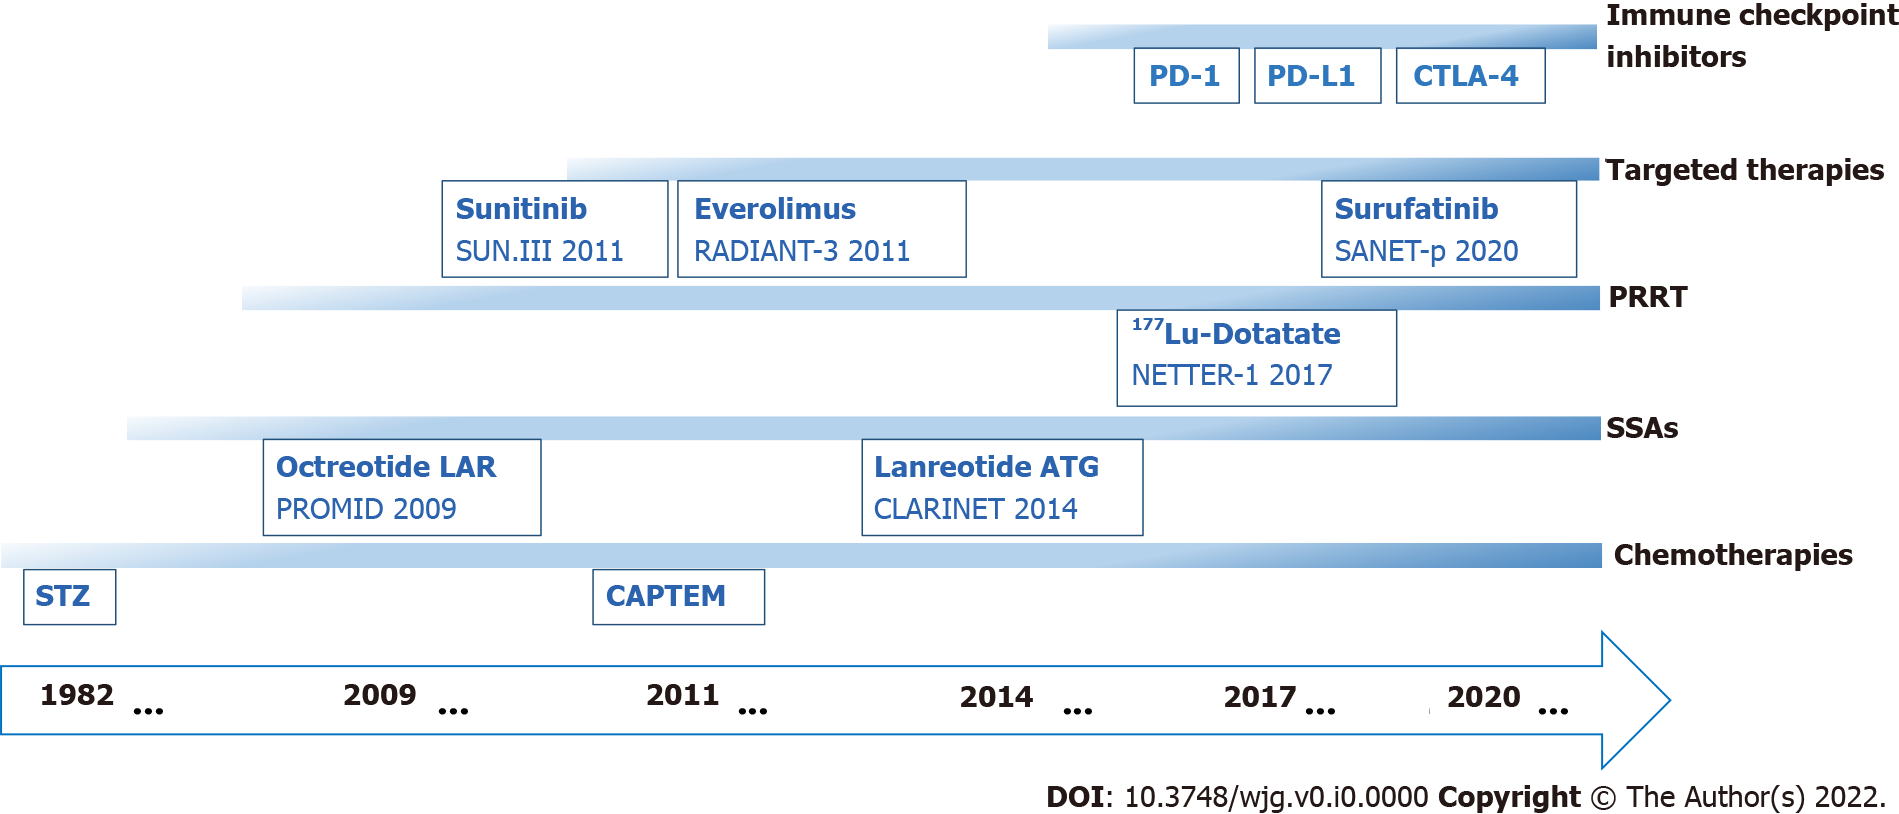 Immune checkpoint
inhibitors
PD-1 PD-L1 CTLA-4
Targeted therapies
Sunitinib
SUN.III 2011
Everolimus
RADIANT-3 2011
Surufatinib
SANET-p 2020
PRRT
¹⁷⁷Lu-Dotatate
NETTER-1 2017
SSAs
Octreotide LAR
PROMID 2009
Lanreotide ATG
CLARINET 2014
Chemotherapies
STZ CAPTEM
1982 ... 2009 ... 2011 ... 2014 ... 2017 ... 2020 ...
DOI: 10.3748/wjg.v0.i0.0000 Copyright © The Author(s) 2022.